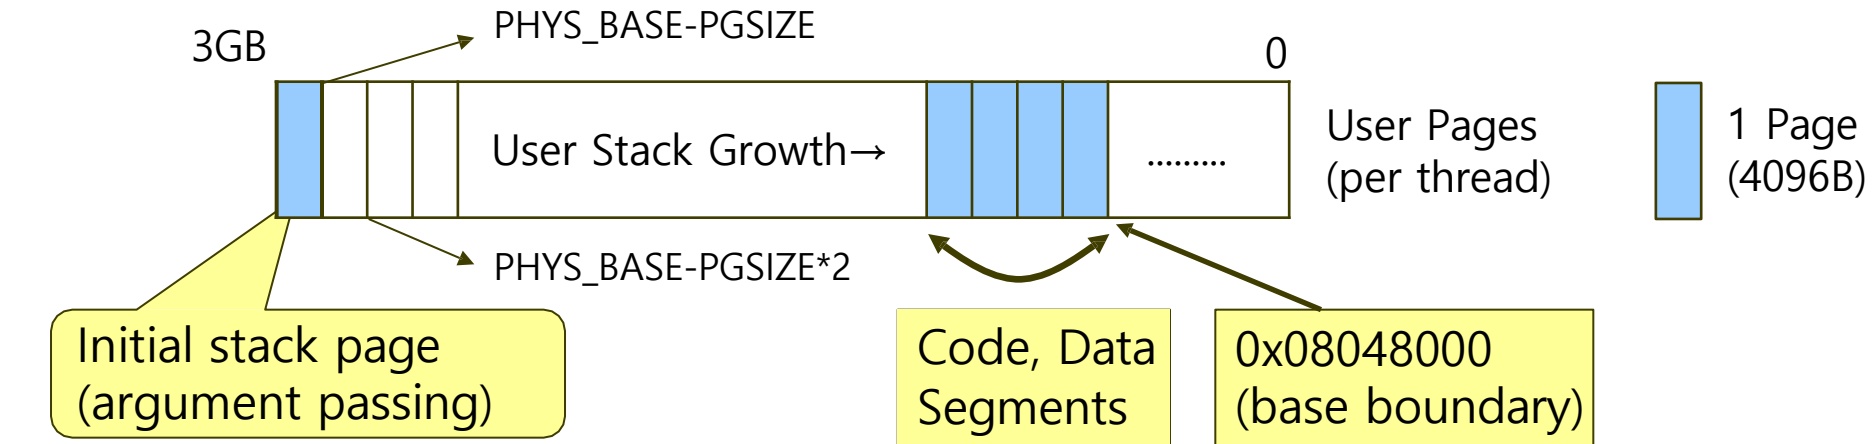 PHYS_BASE-PGSIZE
3GB
0
User Stack Growth→
.........
User Pages
(per thread)
1 Page
(4096B)
PHYS_BASE-PGSIZE*2
Initial stack page
(argument passing)
Code, Data
Segments
0x08048000
(base boundary)